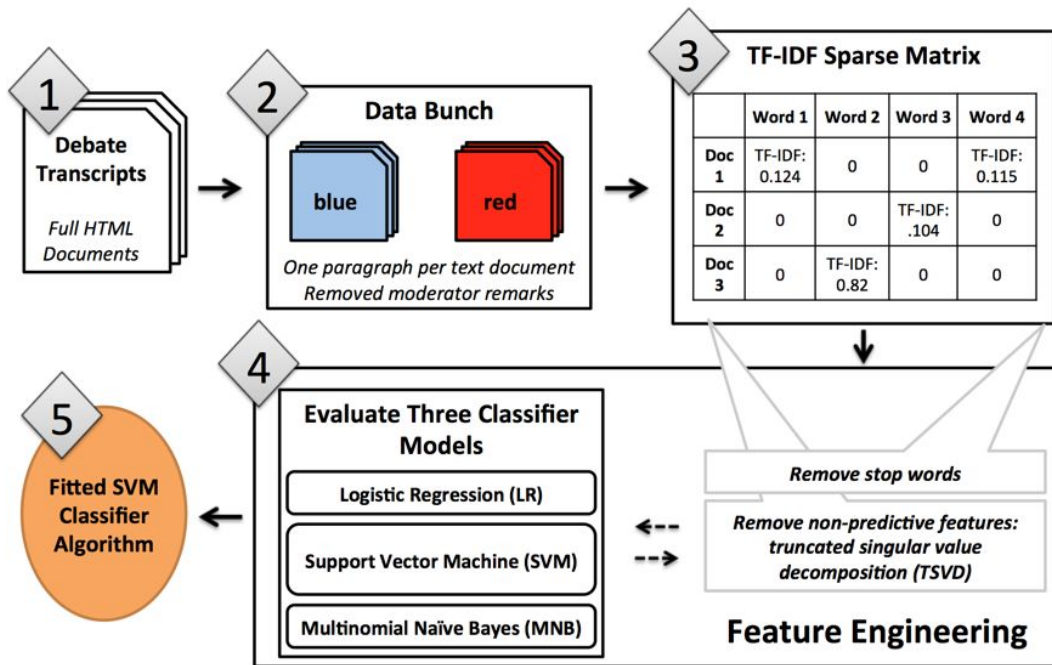 1
Debate
Transcripts
Full HTML
Documents
2
Data Bunch
blue
red
One paragraph per text document
Removed moderator remarks
3
TF-IDF Sparse Matrix
Word 1 Word 2 Word 3 Word 4
Doc
1
TF-IDF:
0.124
0
0
TF-IDF:
0.115
Doc
2
0
0
TF-IDF:
.104
0
Doc
3
0
TF-IDF:
0.82
0
0
4
Evaluate Three Classifier
Models
Logistic Regression (LR)
Support Vector Machine (SVM)
Multinomial Naïve Bayes (MNB)
Remove stop words
Remove non-predictive features:
truncated singular value
decomposition (TSVD)
Feature Engineering
5
Fitted SVM
Classifier
Algorithm